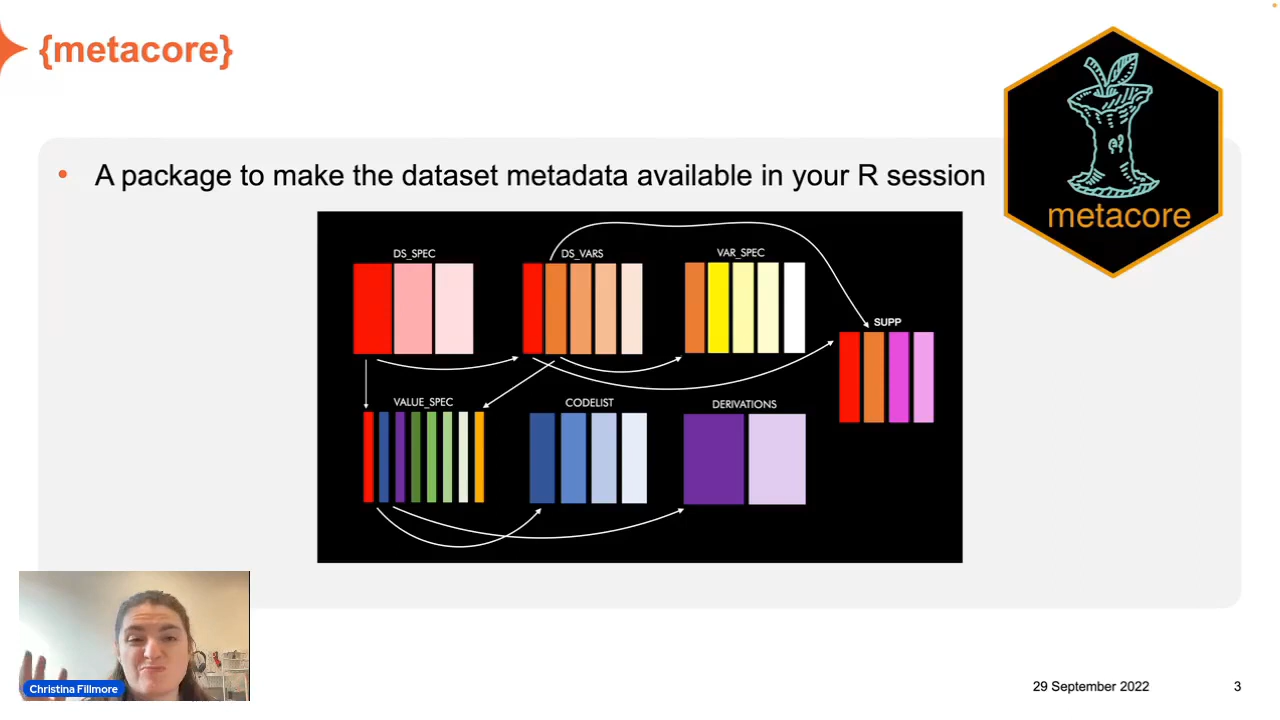 {metacore}
• A package to make the dataset metadata available in your R session
metacore
DS_SPEC
DS_VARS
VAR_SPEC
SUPP
VALUE_SPEC
CODELIST
DERIVATIONS
Christina Fillmore
29 September 2022
3